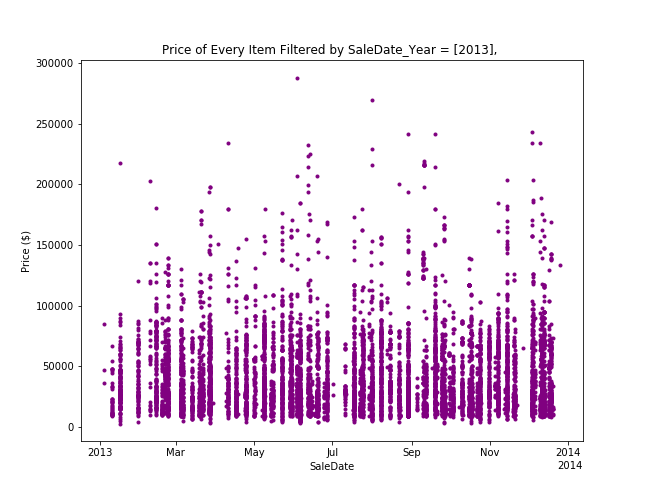 Price of Every Item Filtered by SaleDate_Year = [2013],
300000
250000
200000
150000
100000
50000
0
Price ($)
2013 Mar May Jul Sep Nov 2014
SaleDate 2014